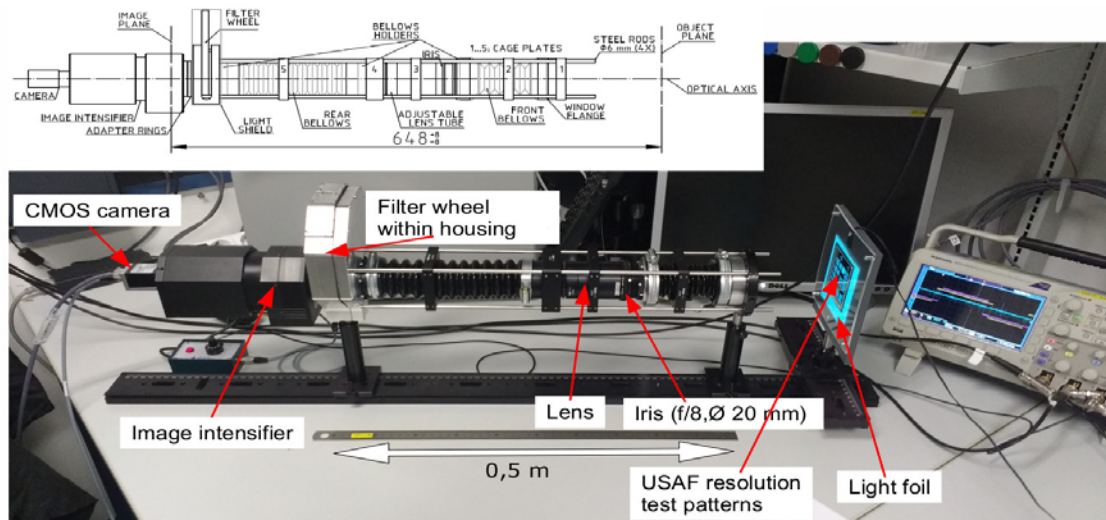 IMAGE
PLANE
FILTER
WHEEL
BELLOWS
HOLDERS
1...5: CAGE PLATES
IRIS
STEEL RODS
Ø6 mm (4X)
OBJECT
PLANE
5
4
3
2
1
CAMERA
IMAGE INTENSIFIER
ADAPTER RINGS
LIGHT
SHIELD
REAR
BELLOWS
ADJUSTABLE
LENS TUBE
FRONT
BELLOWS
WINDOW
FLANGE
OPTICAL AXIS
648
CMOS camera
Filter wheel
within housing
DELL
Image intensifier
Lens
Iris (f/8,Ø 20 mm)
0,5 m
USAF resolution
test patterns
Light foil